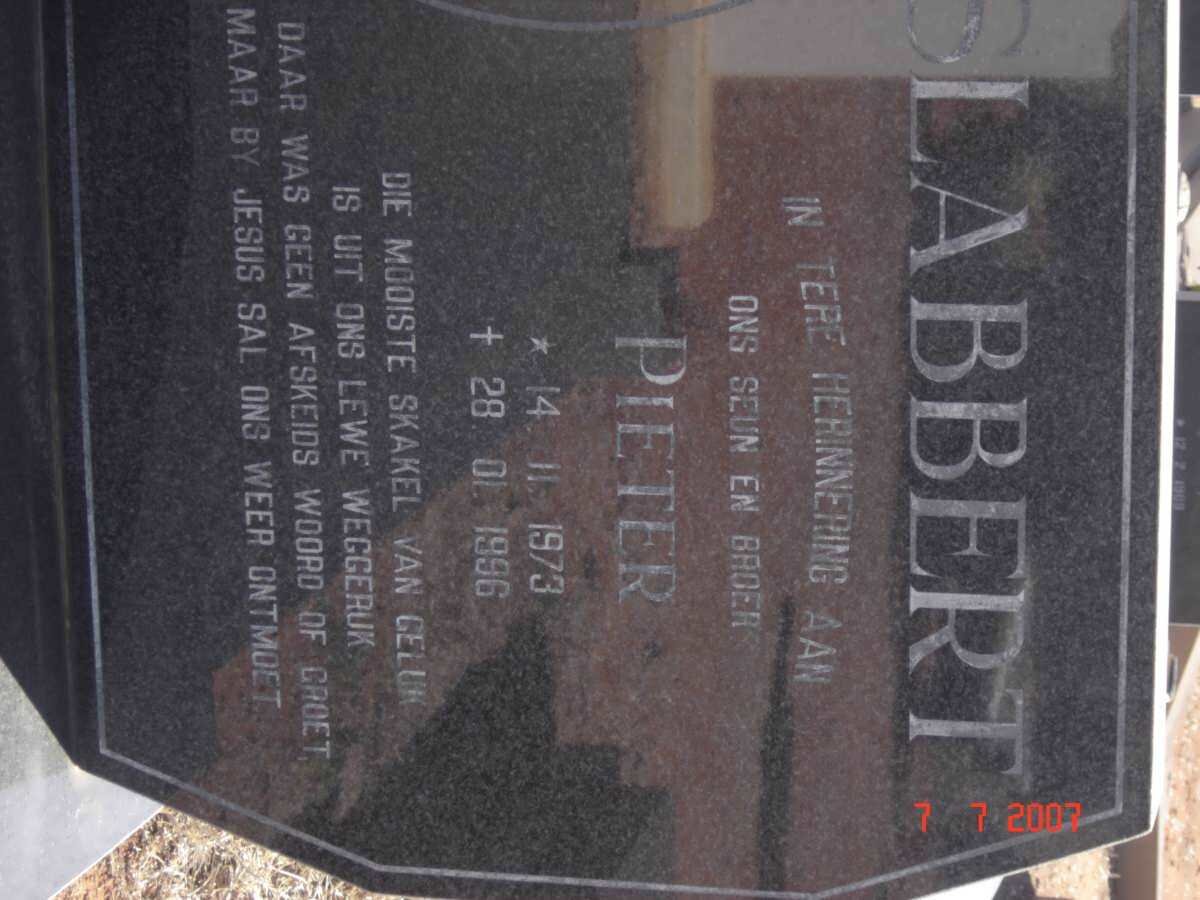 SLABBERT
IN TERE HERINNERING AAN
ONS SEUN EN BROER
PIETER
* 14. 11. 1973
+ 28. 01. 1996
DIE MOOISTE SKAKEL VAN GELUK
IS UIT ONS LEWE WEGGERUK
DAAR WAS GEEN AFSKEIDS WOORD OF GROET,
MAAR BY JESUS SAL ONS WEER ONTMOET
7 7 2007